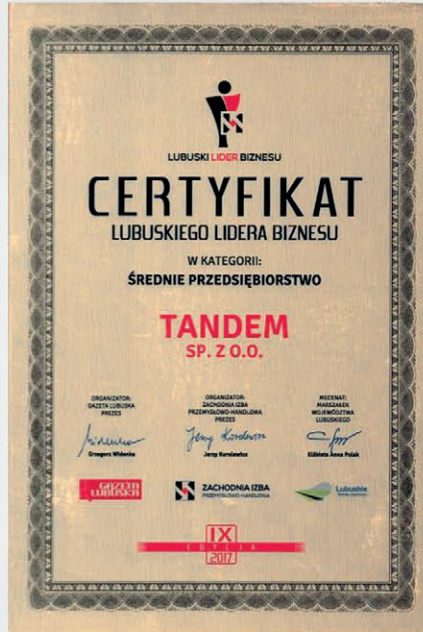 LUBUSKI LIDER BIZNESU
CERTYFIKAT
LUBUSKIEGO LIDERA BIZNESU
W KATEGORII:
ŚREDNIE PRZEDSIĘBIORSTWO
TANDEM
SP. Z O.O.
ORGANIZATOR:
GAZETA LUBUSKA
PREZES
Grzegorz Widenka
ORGANIZATOR:
ZACHODNIA IZBA
PRZEMYSŁOWO-HANDLOWA
PREZES
Jerzy Korolewicz
MECENAT:
MARSZAŁEK
WOJEWÓDZTWA
LUBUSKIEGO
Elżbieta Anna Polak
GAZETA
LUBUSKA
ZACHODNIA IZBA
PRZEMYSŁOWO-HANDLOWA
Lubuskie
IX
EDYCJA
2017